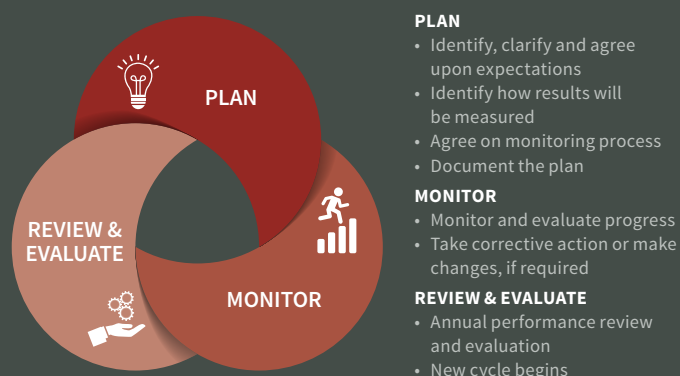 PLAN
REVIEW &
EVALUATE
MONITOR
PLAN
• Identify, clarify and agree
upon expectations
• Identify how results will
be measured
• Agree on monitoring process
• Document the plan
MONITOR
• Monitor and evaluate progress
• Take corrective action or make
changes, if required
REVIEW & EVALUATE
• Annual performance review
and evaluation
• New cycle begins